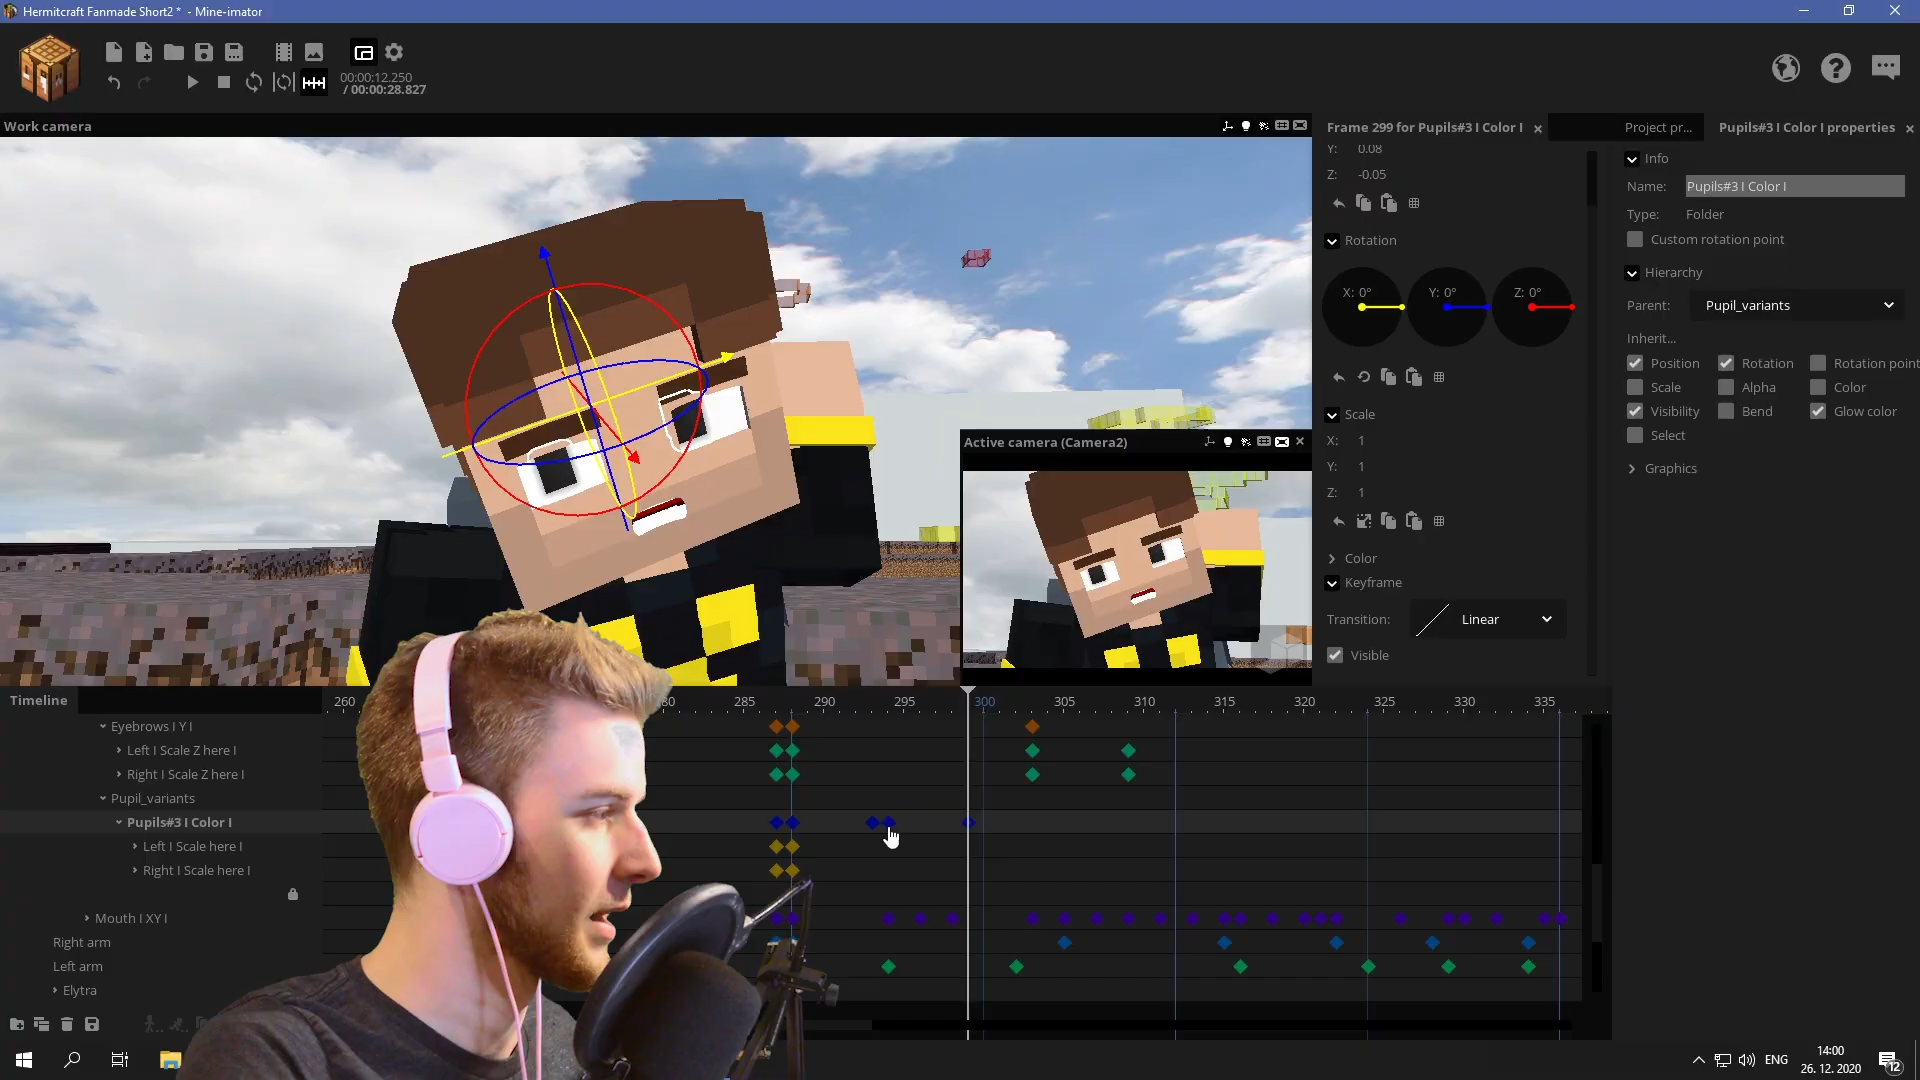 Hermitcraft Fanmade Short2 * - Mine-imator
00:00:12.250
/ 00:00:28.827
Work camera
Frame 299 for Pupils#3 I Color I
Project pr...
Pupils#3 I Color I properties
Y: 0.08
Z: -0.05
Rotation
X: 0°
Y: 0°
Z: 0°
Scale
X: 1
Y: 1
Z: 1
Color
Keyframe
Transition: Linear
Visible
Info
Name: Pupils#3 I Color I
Type: Folder
Custom rotation point
Hierarchy
Parent: Pupil_variants
Inherit...
Position Rotation Rotation point
Scale Alpha Color
Visibility Bend Glow color
Select
Graphics
Active camera (Camera2)
Timeline
260 80 285 290 295 300 305 310 315 320 325 330 335
Eyebrows I Y I
Left I Scale Z here I
Right I Scale Z here I
Pupil_variants
Pupils#3 I Color I
Left I Scale here I
Right I Scale here I
Mouth I XY I
Right arm
Left arm
Elytra
ENG
14:00
26. 12. 2020
12